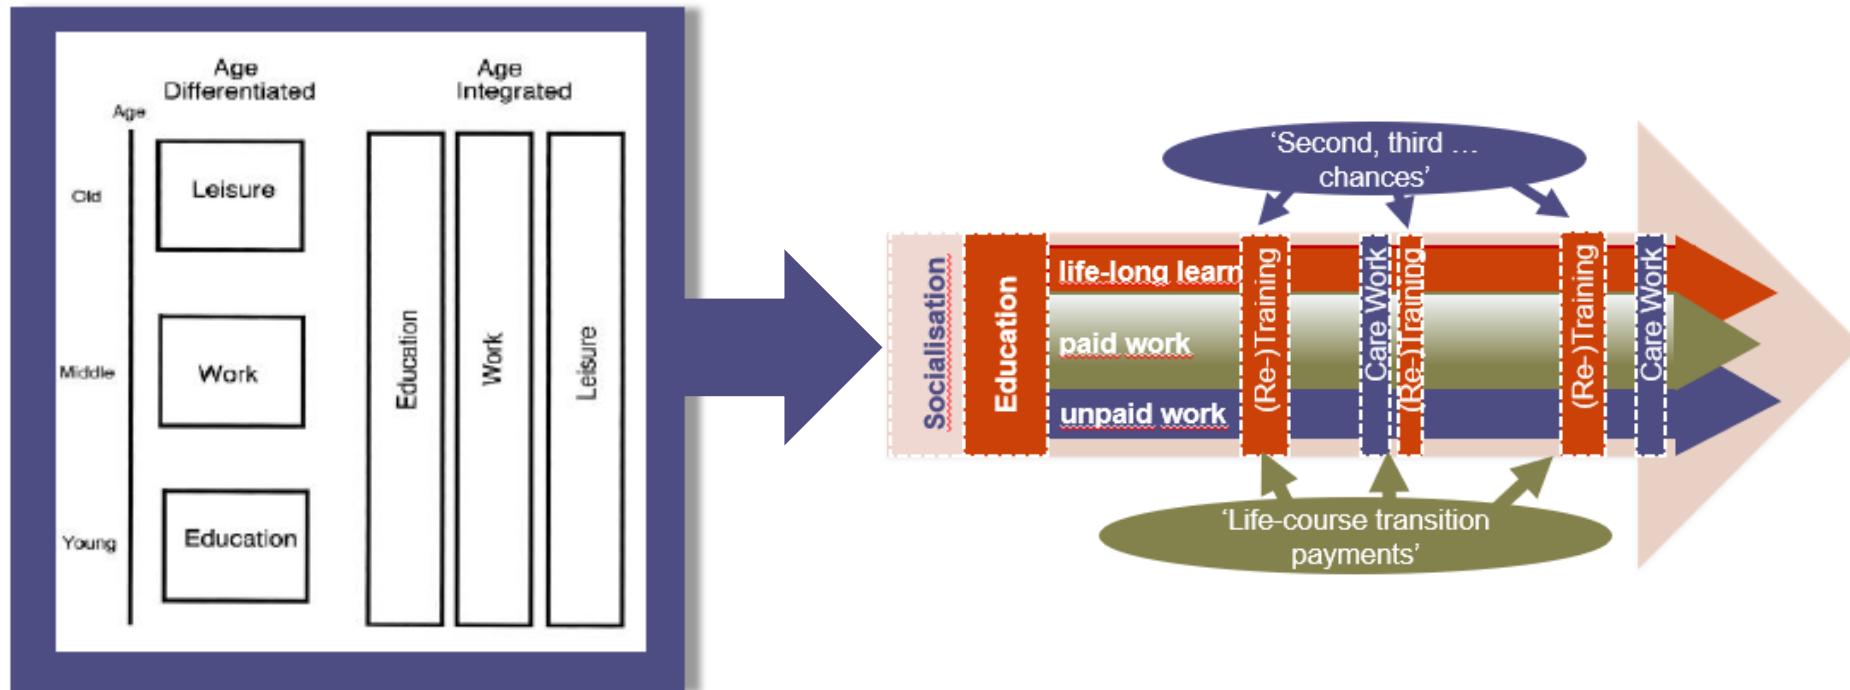 Age
Differentiated
Age
Integrated
Age
Old
Middle
Young
Leisure
Work
Education
Education
Work
Leisure
‘Second, third …
chances’
Socialisation
Education
life-long learn
paid work
unpaid work
(Re-)Training
Care Work
(Re-)Training
(Re-)Training
Care Work
‘Life-course transition
payments’